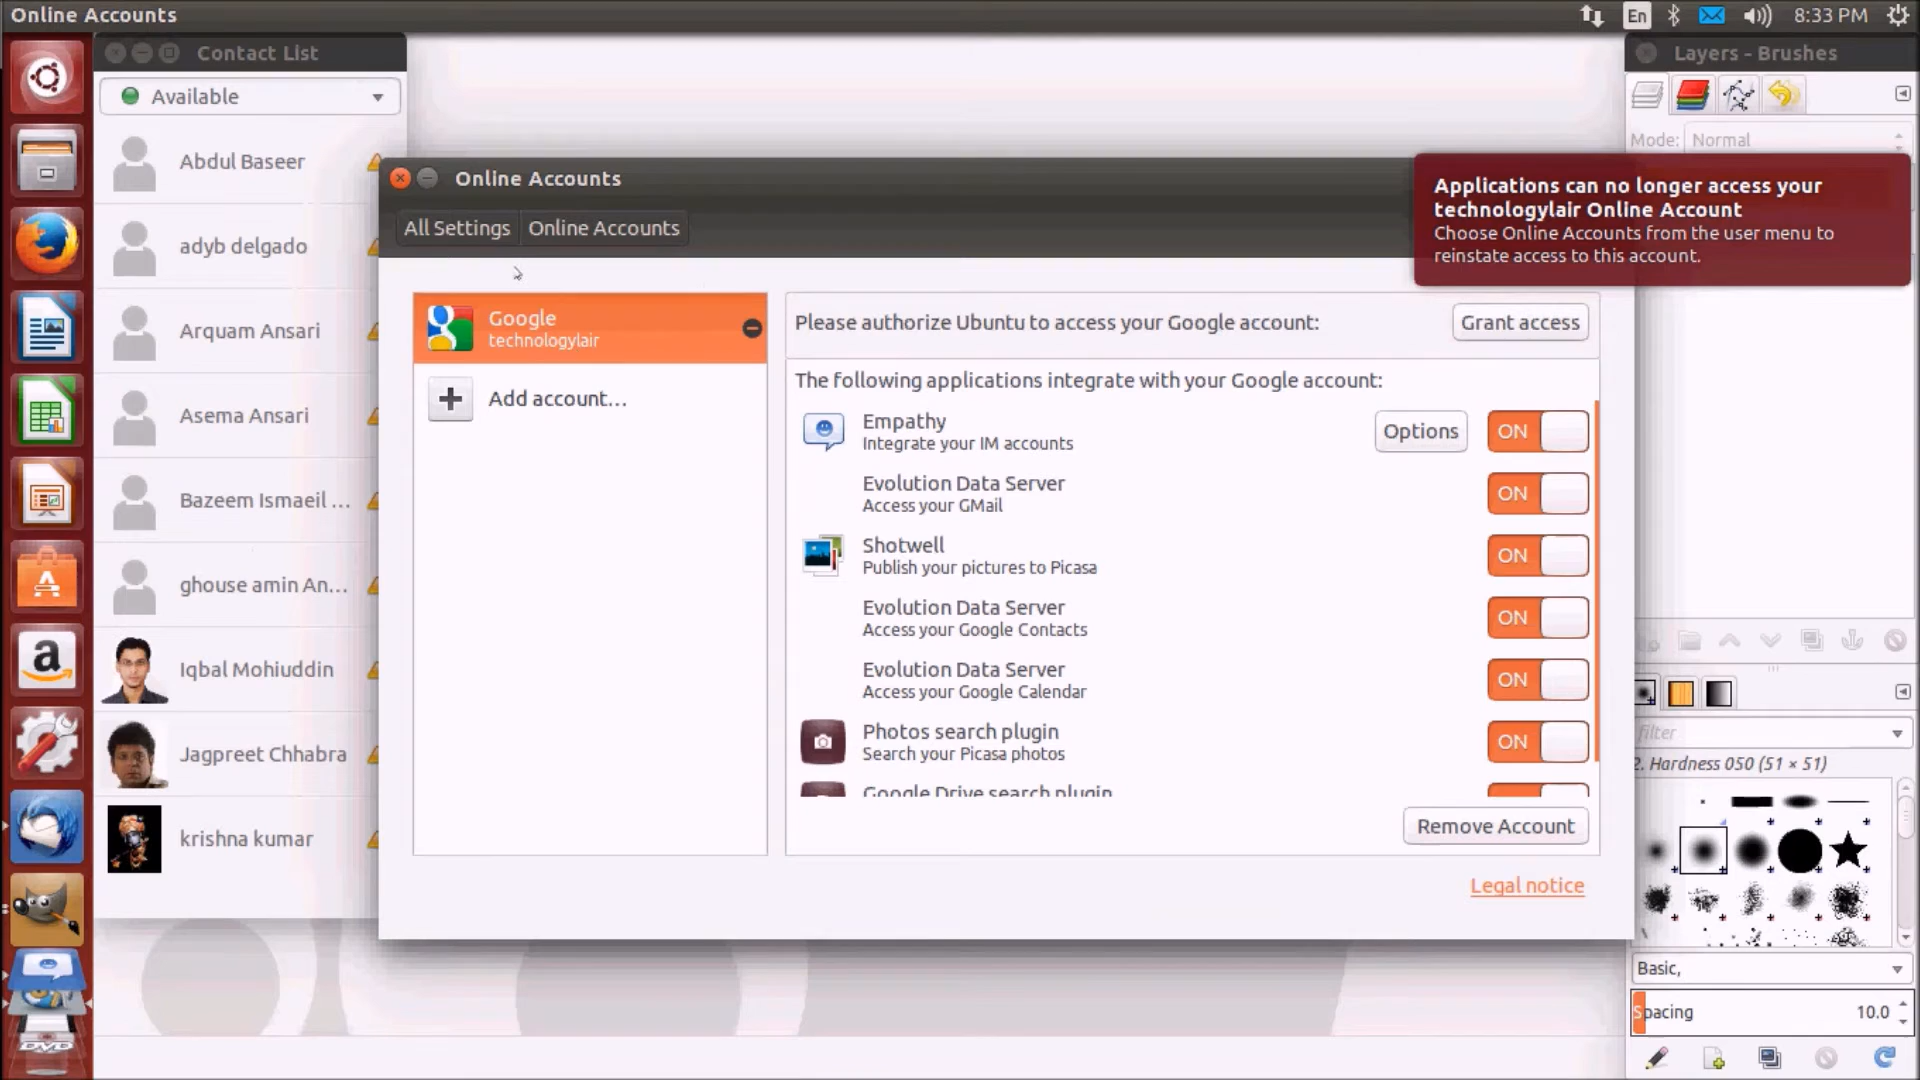 Online Accounts
En
8:33 PM
Contact List
Available
Abdul Baseer
adyb delgado
Arquam Ansari
Asema Ansari
Bazeem Ismaeil ...
ghouse amin An...
Iqbal Mohiuddin
Jagpreet Chhabra
krishna kumar
Online Accounts
All Settings
Online Accounts
Google
technologylair
Add account...
Please authorize Ubuntu to access your Google account:
Grant access
The following applications integrate with your Google account:
Empathy
Integrate your IM accounts
Options
ON
Evolution Data Server
Access your GMail
ON
Shotwell
Publish your pictures to Picasa
ON
Evolution Data Server
Access your Google Contacts
ON
Evolution Data Server
Access your Google Calendar
ON
Photos search plugin
Search your Picasa photos
ON
Google Drive search plugin
Remove Account
Legal notice
Applications can no longer access your
technologylair Online Account
Choose Online Accounts from the user menu to
reinstate access to this account.
Layers - Brushes
Mode: Normal
filter
2. Hardness 050 (51 × 51)
Basic,
Spacing 10.0
a
DVD